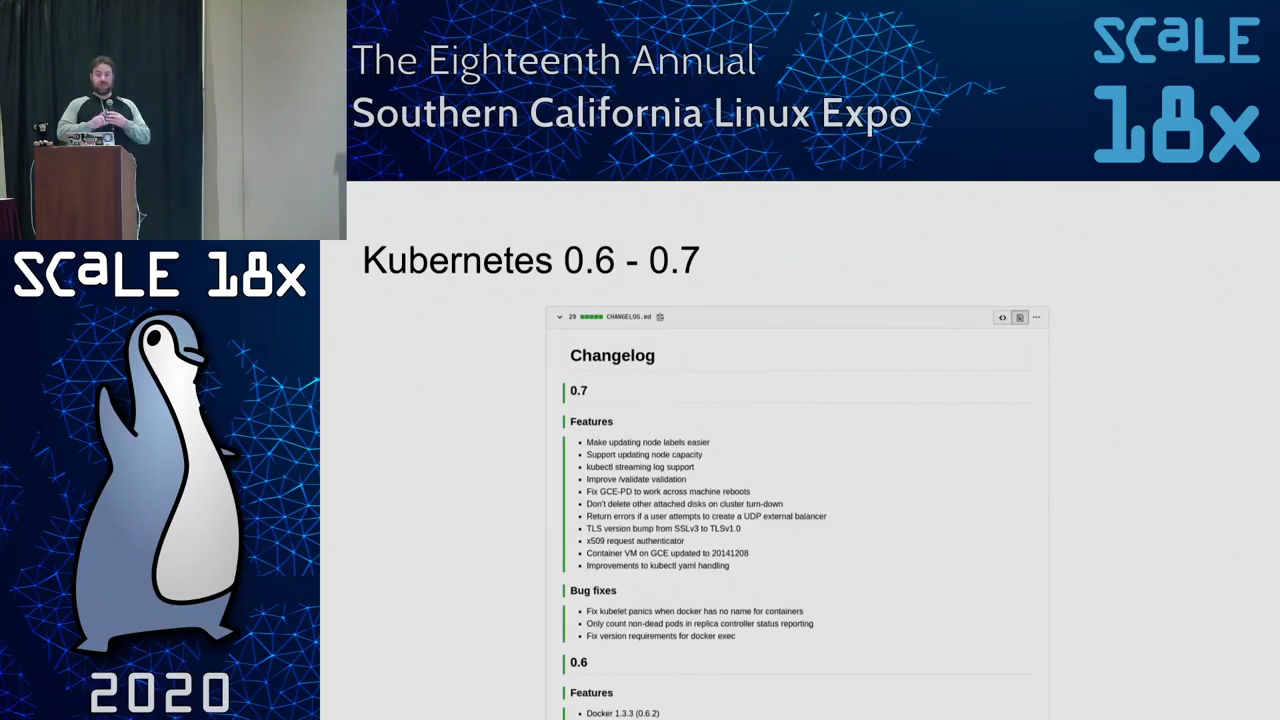 The Eighteenth Annual
Southern California Linux Expo
SCaLE
18x
SCaLE 18x
2020
Kubernetes 0.6 - 0.7
29 CHANGELOG.md
Changelog
0.7
Features
Make updating node labels easier
Support updating node capacity
kubectl streaming log support
Improve /validate validation
Fix GCE-PD to work across machine reboots
Don't delete other attached disks on cluster turn-down
Return errors if a user attempts to create a UDP external balancer
TLS version bump from SSLv3 to TLSv1.0
x509 request authenticator
Container VM on GCE updated to 20141208
Improvements to kubectl yaml handling
Bug fixes
Fix kubelet panics when docker has no name for containers
Only count non-dead pods in replica controller status reporting
Fix version requirements for docker exec
0.6
Features
Docker 1.3.3 (0.6.2)